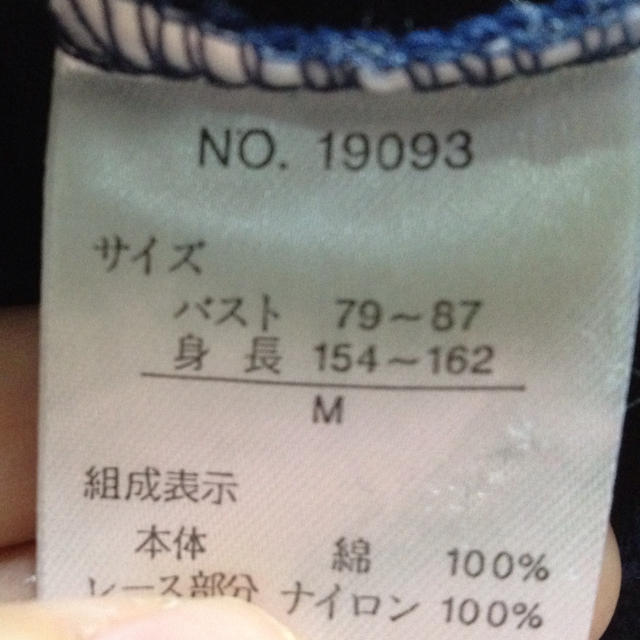 NO. 19093
サイズ
バスト 79～87
身長 154～162
M
組成表示
本体 綿 100%
レース部分 ナイロン 100%